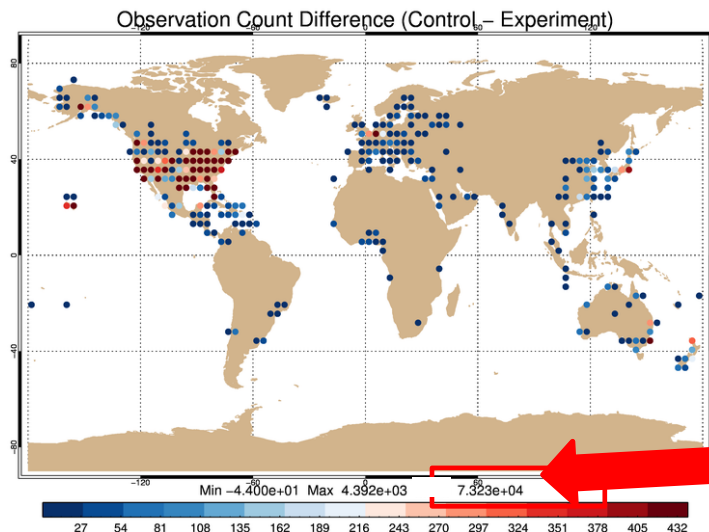 Observation Count Difference (Control − Experiment)
−120 −60 0 60 120
80
40
0
−40
−80
−120 −60 0 60 120
Min −4.400e+01 Max 4.392e+03 7.323e+04
27 54 81 108 135 162 189 216 243 270 297 324 351 378 405 432